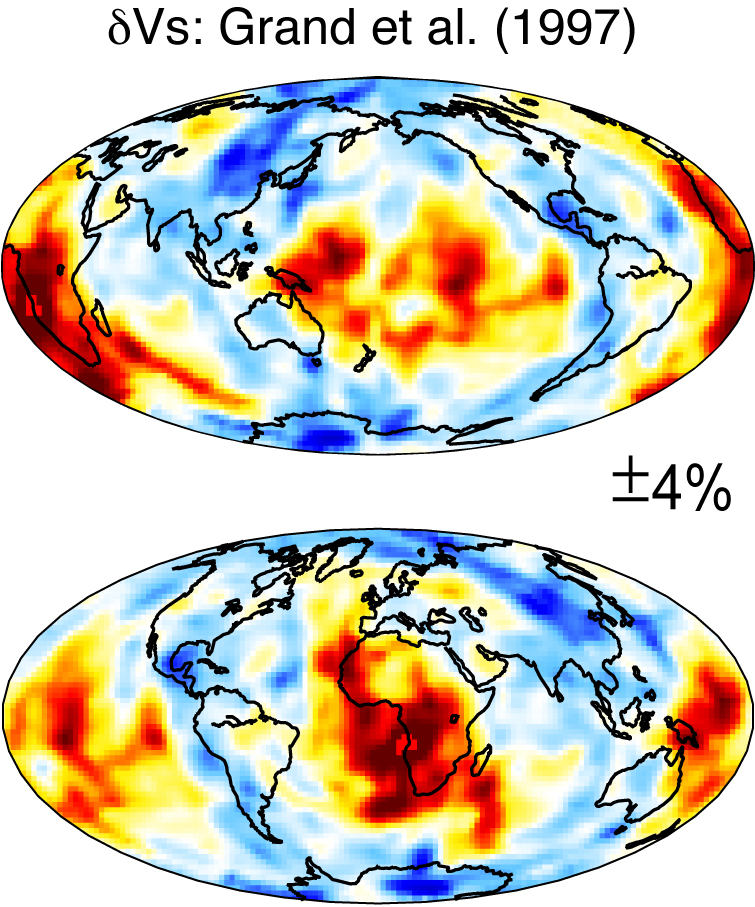 δVs: Grand et al. (1997)
±4%